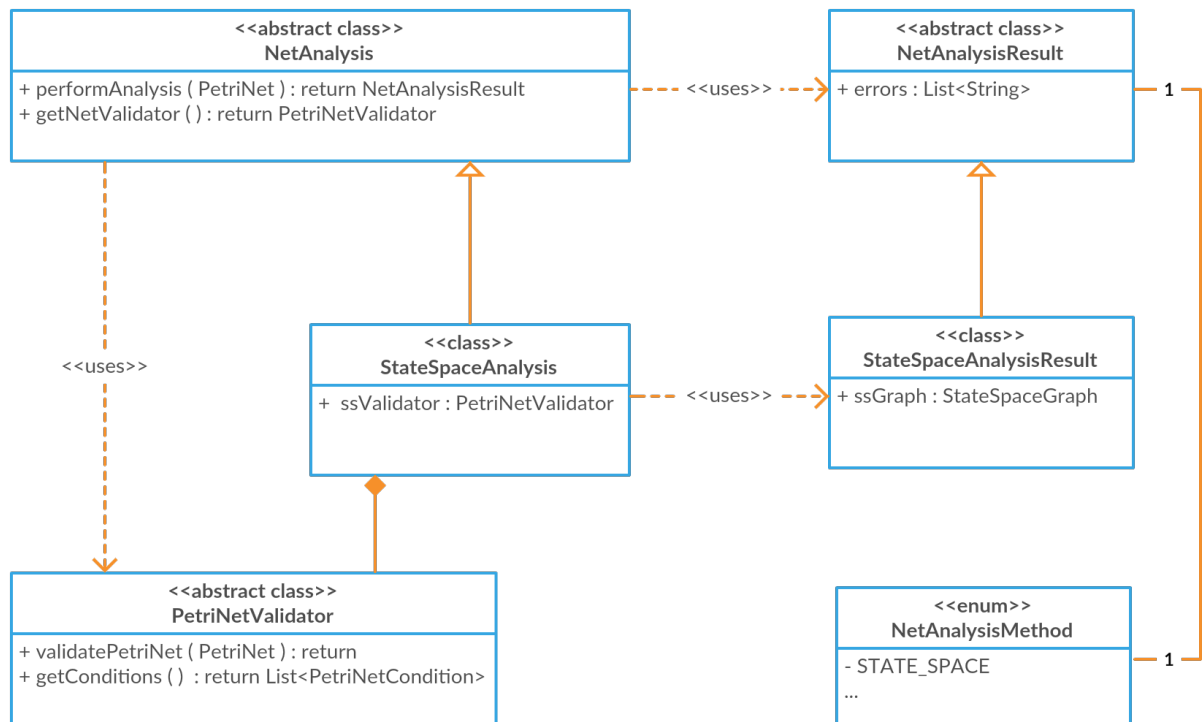 <<abstract class>>
NetAnalysis
+ performAnalysis ( PetriNet ) : return NetAnalysisResult
+ getNetValidator ( ) : return PetriNetValidator
<<uses>>
<<abstract class>>
NetAnalysisResult
+ errors : List<String>
1
<<uses>>
<<class>>
StateSpaceAnalysis
+ ssValidator : PetriNetValidator
<<uses>>
<<class>>
StateSpaceAnalysisResult
+ ssGraph : StateSpaceGraph
<<abstract class>>
PetriNetValidator
+ validatePetriNet ( PetriNet ) : return
+ getConditions ( ) : return List<PetriNetCondition>
<<enum>>
NetAnalysisMethod
- STATE_SPACE
...
1